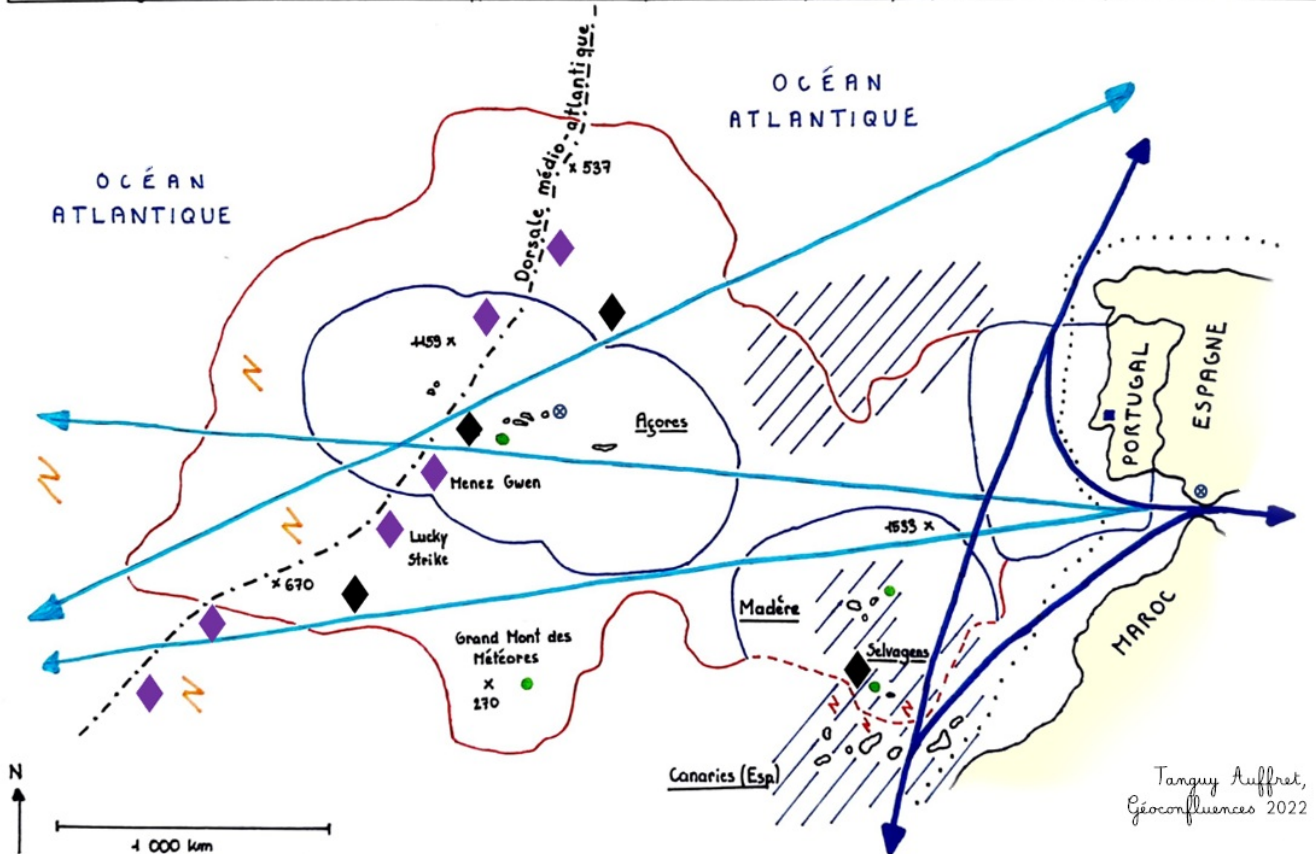 OCÉAN
ATLANTIQUE
OCÉAN
ATLANTIQUE
Dorsale médio-atlantique
x 537
1159 x
Açores
PORTUGAL
ESPAGNE
Menez Gwen
Lucky
Strike
1533 x
x 670
Madère
MAROC
Grand Mont des
Météores
x
270
Selvagens
Canaries (Esp)
N
1 000 km
Tanguy Auffret,
Géoconfluences 2022